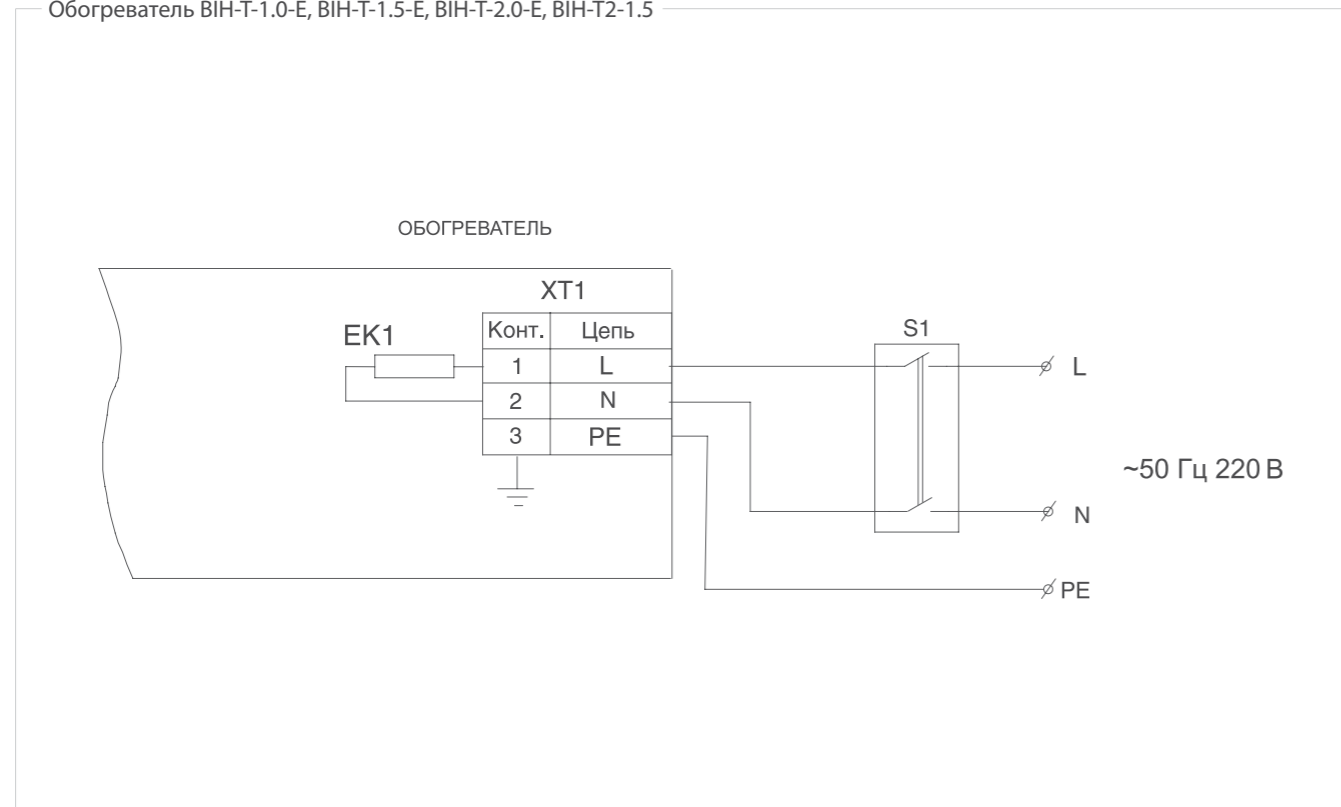 Обогреватель BIH-T-1.0-E, BIH-T-1.5-E, BIH-T-2.0-E, BIH-T2-1.5
ОБОГРЕВАТЕЛЬ
XT1
Конт. Цепь
1 L
2 N
3 PE
EK1
S1
L
~50 Гц 220 В
N
PE